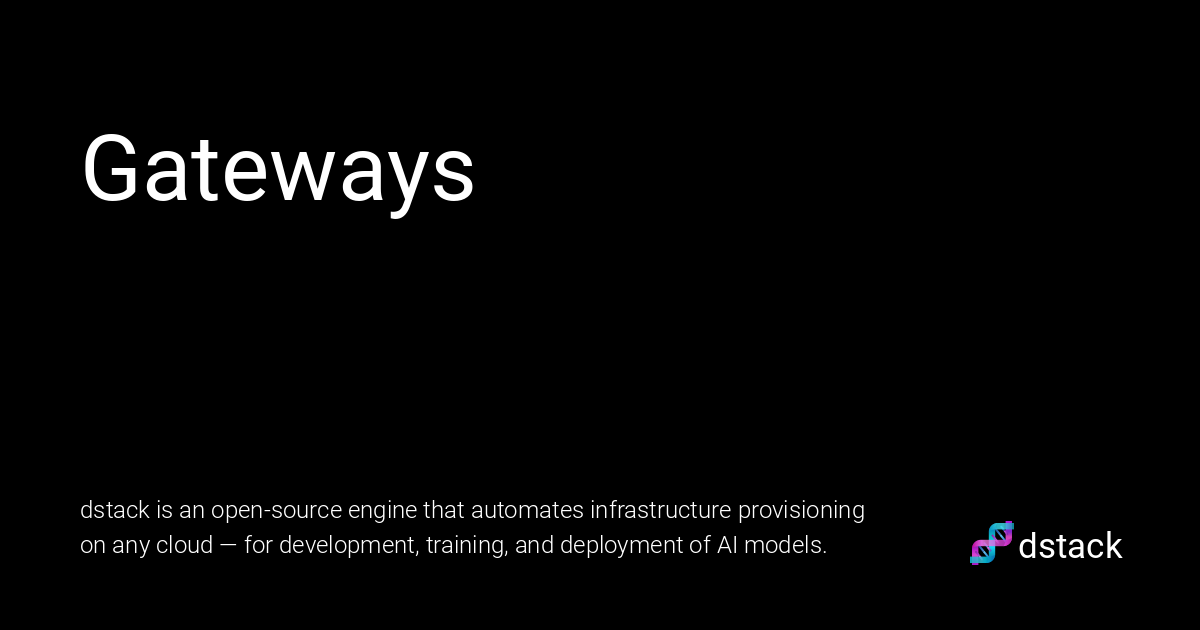 Gateways
dstack is an open-source engine that automates infrastructure provisioning
on any cloud — for development, training, and deployment of AI models.
dstack